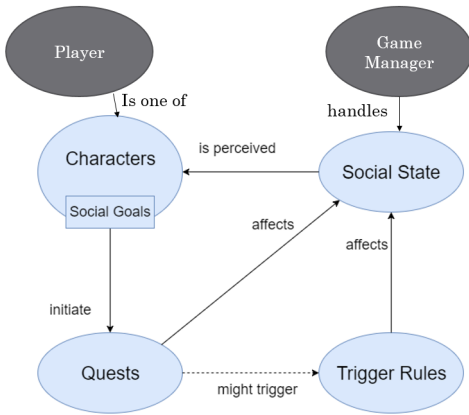 Player
Game
Manager
Is one of
handles
Characters
is perceived
Social State
Social Goals
affects
affects
initiate
Quests
Trigger Rules
might trigger